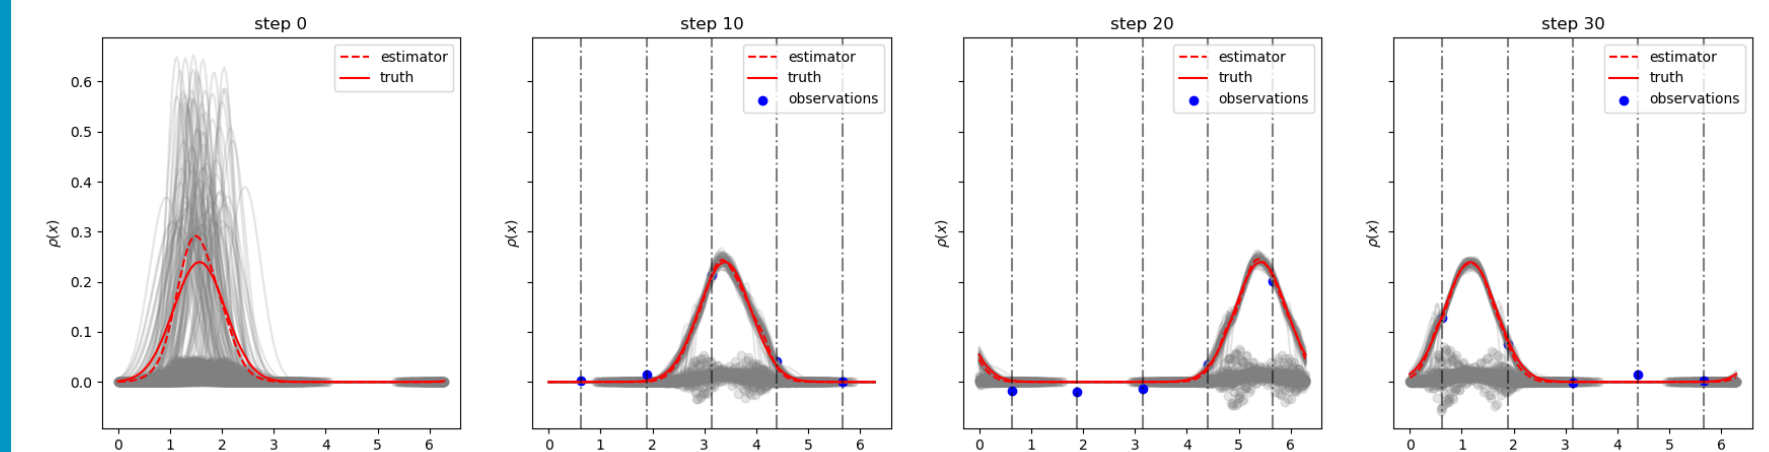 step 0
estimator
truth
0.6
0.5
0.4
0.3
0.2
0.1
0.0
ρ(x)
0 1 2 3 4 5 6
step 10
estimator
truth
observations
ρ(x)
0 1 2 3 4 5 6
step 20
estimator
truth
observations
ρ(x)
0 1 2 3 4 5 6
step 30
estimator
truth
observations
ρ(x)
0 1 2 3 4 5 6